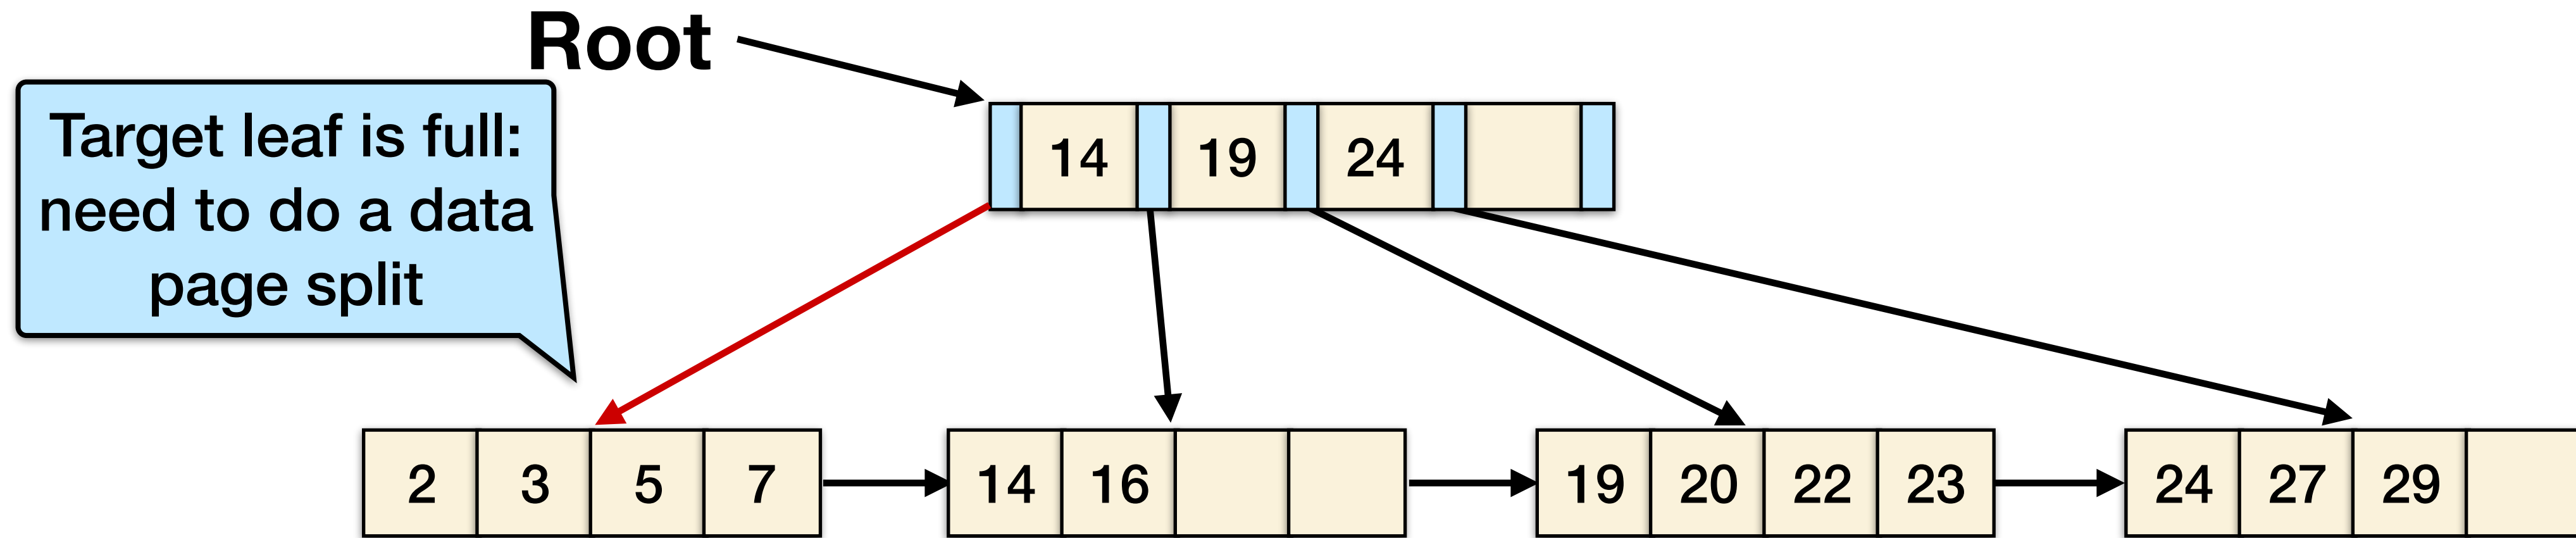 Root
Target leaf is full:
need to do a data
page split
14 19 24
2 3 5 7 14 16 19 20 22 23 24 27 29